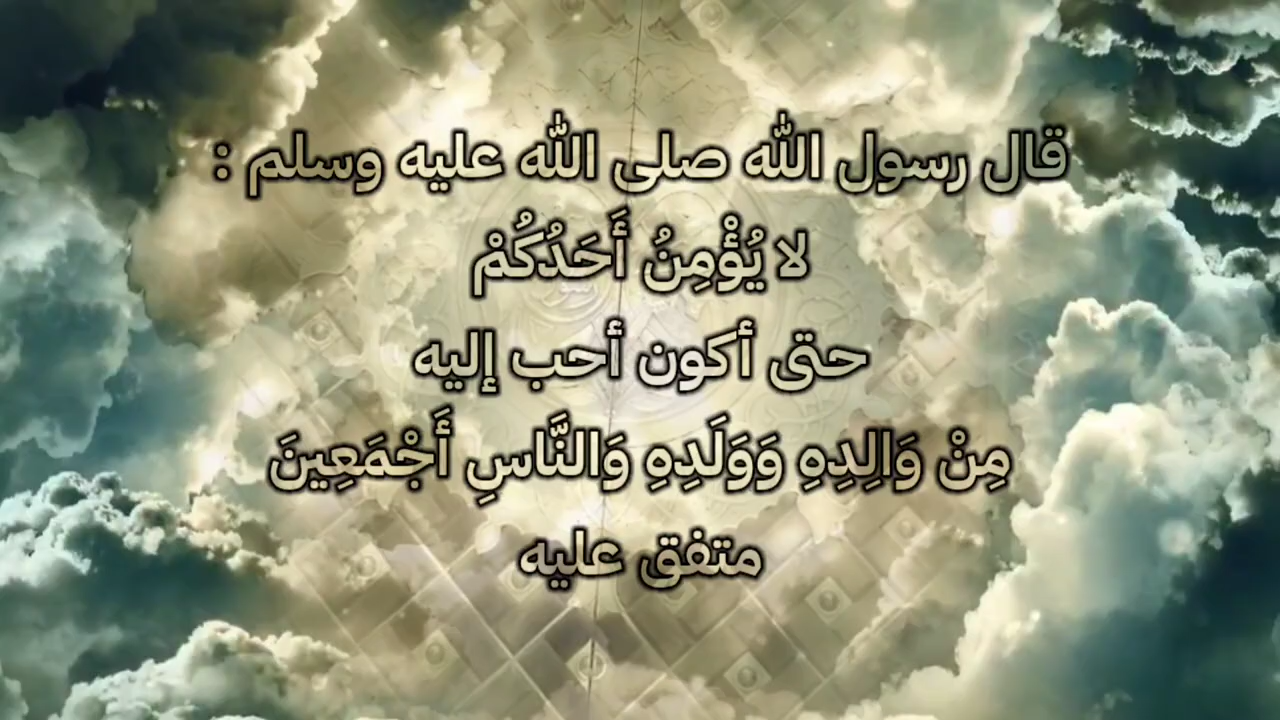 قال رسول الله صلى الله عليه وسلم :
لا يُؤْمِنُ أَحَدُكُمْ
حتى أكون أحب إليه
مِنْ وَالِدِهِ وَوَلَدِهِ وَالنَّاسِ أَجْمَعِينَ
متفق عليه